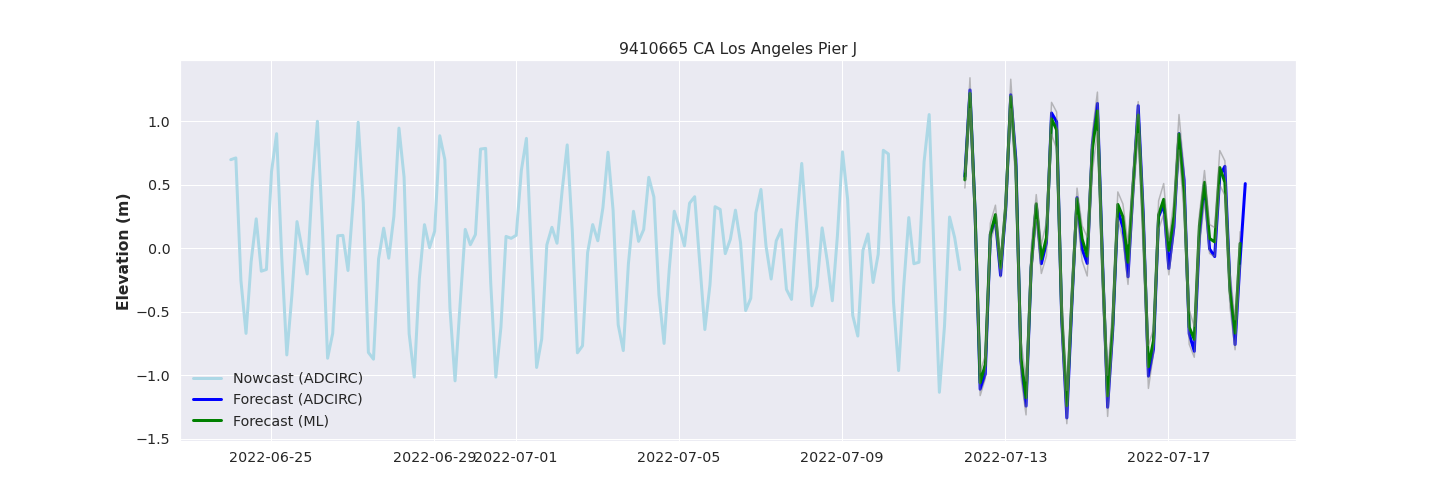 9410665 CA Los Angeles Pier J
Elevation (m)
1.0
0.5
0.0
−0.5
−1.0
−1.5
Nowcast (ADCIRC)
Forecast (ADCIRC)
Forecast (ML)
2022-06-25 2022-06-29 2022-07-01 2022-07-05 2022-07-09 2022-07-13 2022-07-17